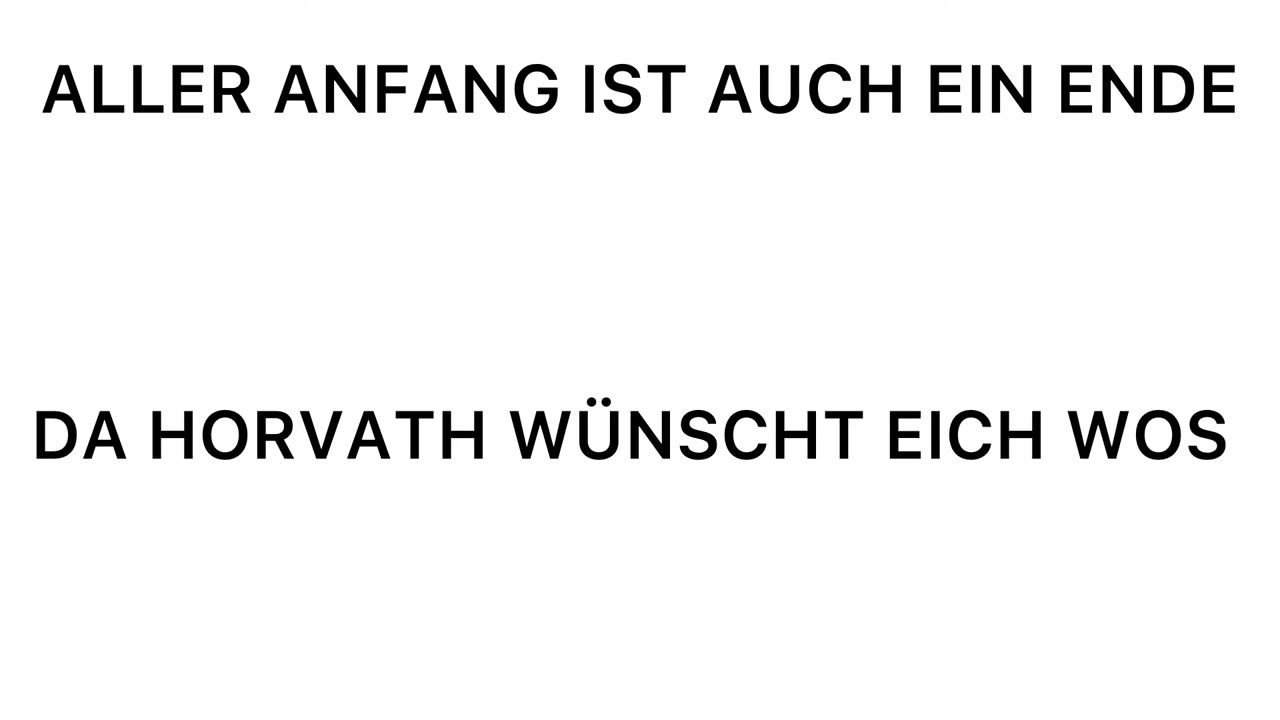 ALLER ANFANG IST AUCH EIN ENDE
DA HORVATH WÜNSCHT EICH WOS